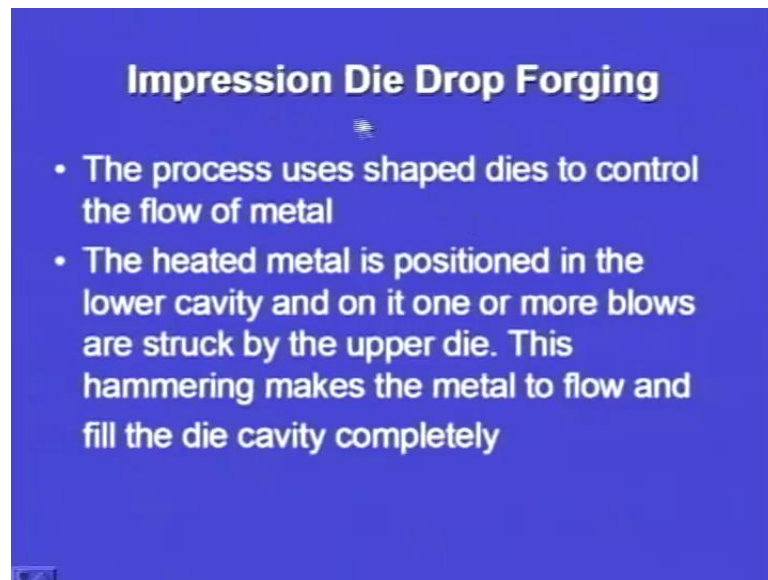 Impression Die Drop Forging
• The process uses shaped dies to control
the flow of metal
• The heated metal is positioned in the
lower cavity and on it one or more blows
are struck by the upper die. This
hammering makes the metal to flow and
fill the die cavity completely